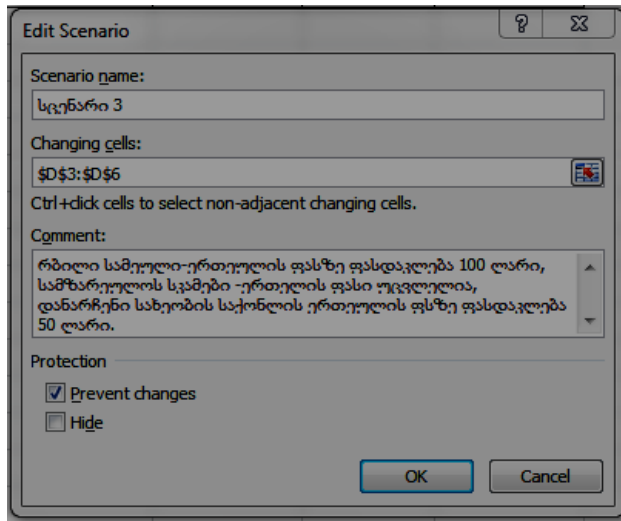 Edit Scenario
Scenario name:
სცენარი 3
Changing cells:
$D$3:$D$6
Ctrl+click cells to select non-adjacent changing cells.
Comment:
რბილი სამეული-ერთეულის ფასზე ფასდაკლება 100 ლარი,
სამზარეულოს სკამები -ერთელის ფასი უცვლელია,
დანარჩენი სახეობის საქონლის ერთეულის ფსზე ფასდაკლება
50 ლარი.
Protection
Prevent changes
Hide
OK
Cancel